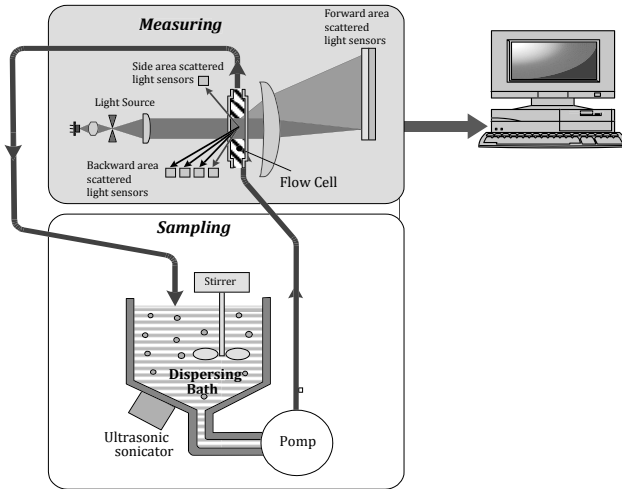 Measuring
Forward area
scattered
light sensors
Side area scattered
light sensors
Light Source
Backward area
scattered
light sensors
Flow Cell
Sampling
Stirrer
Dispersing
Bath
Ultrasonic
sonicator
Pump